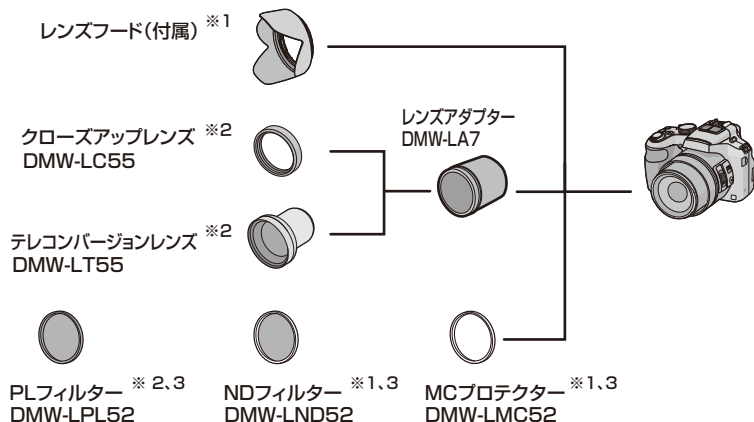 レンズフード(付属) ※1
クローズアップレンズ ※2
DMW-LC55
レンズアダプター
DMW-LA7
テレコンバージョンレンズ ※2
DMW-LT55
PLフィルター ※ 2、3
DMW-LPL52
NDフィルター ※1、3
DMW-LND52
MCプロテクター ※1、3
DMW-LMC52